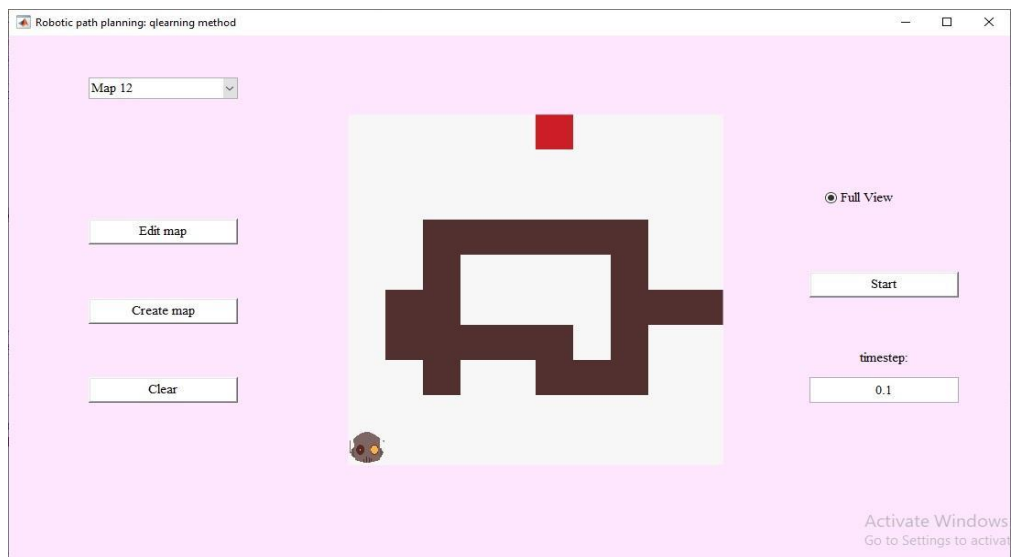 Robotic path planning: qlearning method
Map 12
Edit map
Create map
Clear
Full View
Start
timestep:
0.1
Activate Windows
Go to Settings to activat